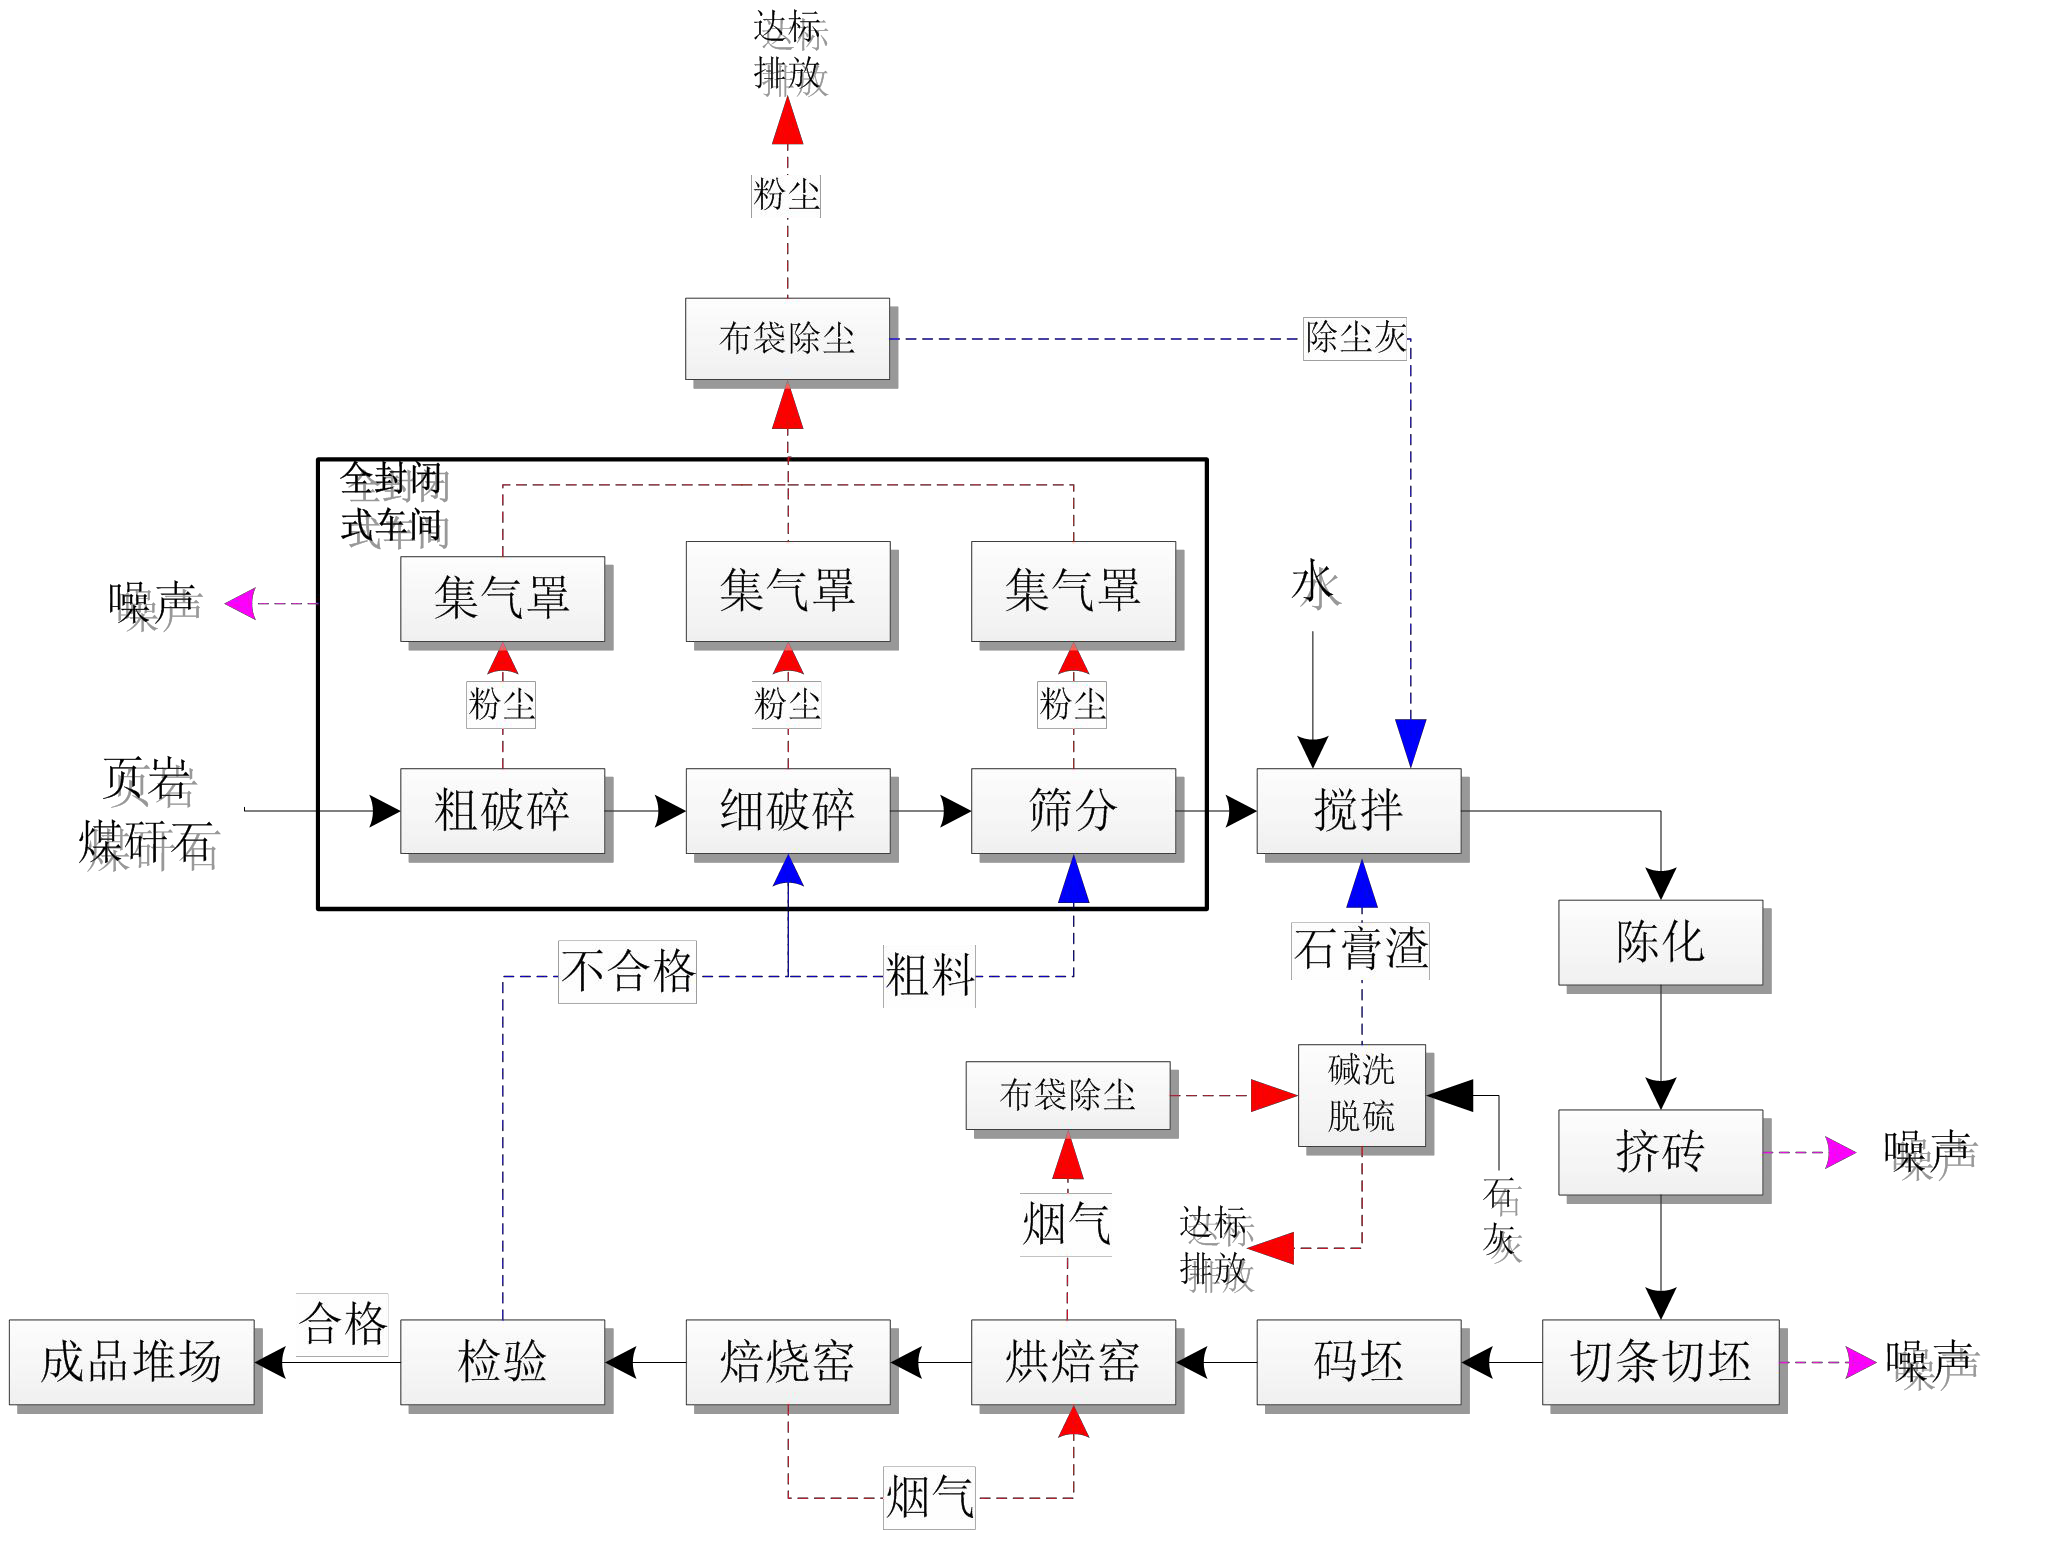 达标
排放
粉尘
布袋除尘
除尘灰
全封闭
式车间
噪声
集气罩
集气罩
集气罩
水
粉尘
粉尘
粉尘
页岩
煤矸石
粗破碎
细破碎
筛分
搅拌
陈化
不合格
粗料
石膏渣
布袋除尘
碱洗
脱硫
挤砖
噪声
石
灰
烟气
达标
排放
合格
成品堆场
检验
焙烧窑
烘焙窑
码坯
切条切坯
噪声
烟气